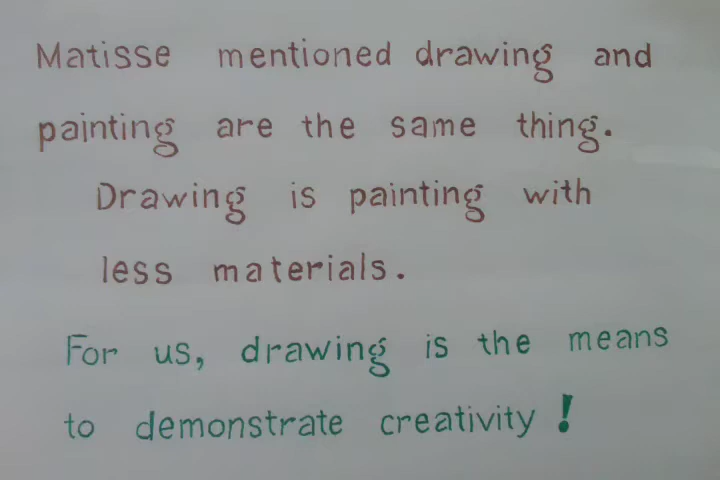 Matisse mentioned drawing and
painting are the same thing.
Drawing is painting with
less materials.
For us, drawing is the means
to demonstrate creativity!